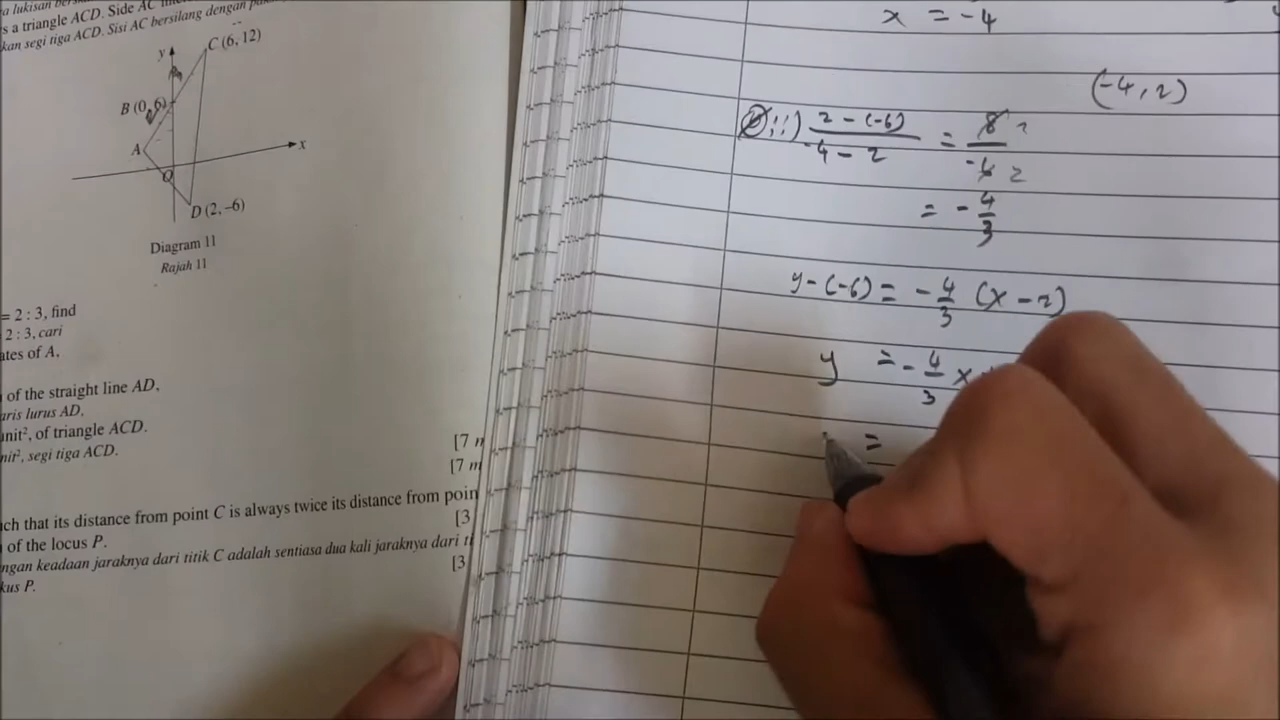 a lukisan
s a triangle ACD. Side AC
kan segi tiga ACD. Sisi AC bersilang dengan
y
C (6, 12)
B (0, 6)
A
x
O
D (2, –6)
Diagram 11
Rajah 11
= 2 : 3, find
2 : 3, cari
ates of A,
of the straight line AD,
aris lurus AD,
unit², of triangle ACD.
nit², segi tiga ACD.
[7
[7 m
ch that its distance from point C is always twice its distance from poin
[3
of the locus P.
ngan keadaan jaraknya dari titik C adalah sentiasa dua kali jaraknya dari
[3
kus P.
x = -4
(-4, 2)
ii) 2 - (-6) / -4 - 2 = 8 / -6
= - 4/3
y - (-6) = - 4/3 (x - 2)
y = - 4/3 x
=